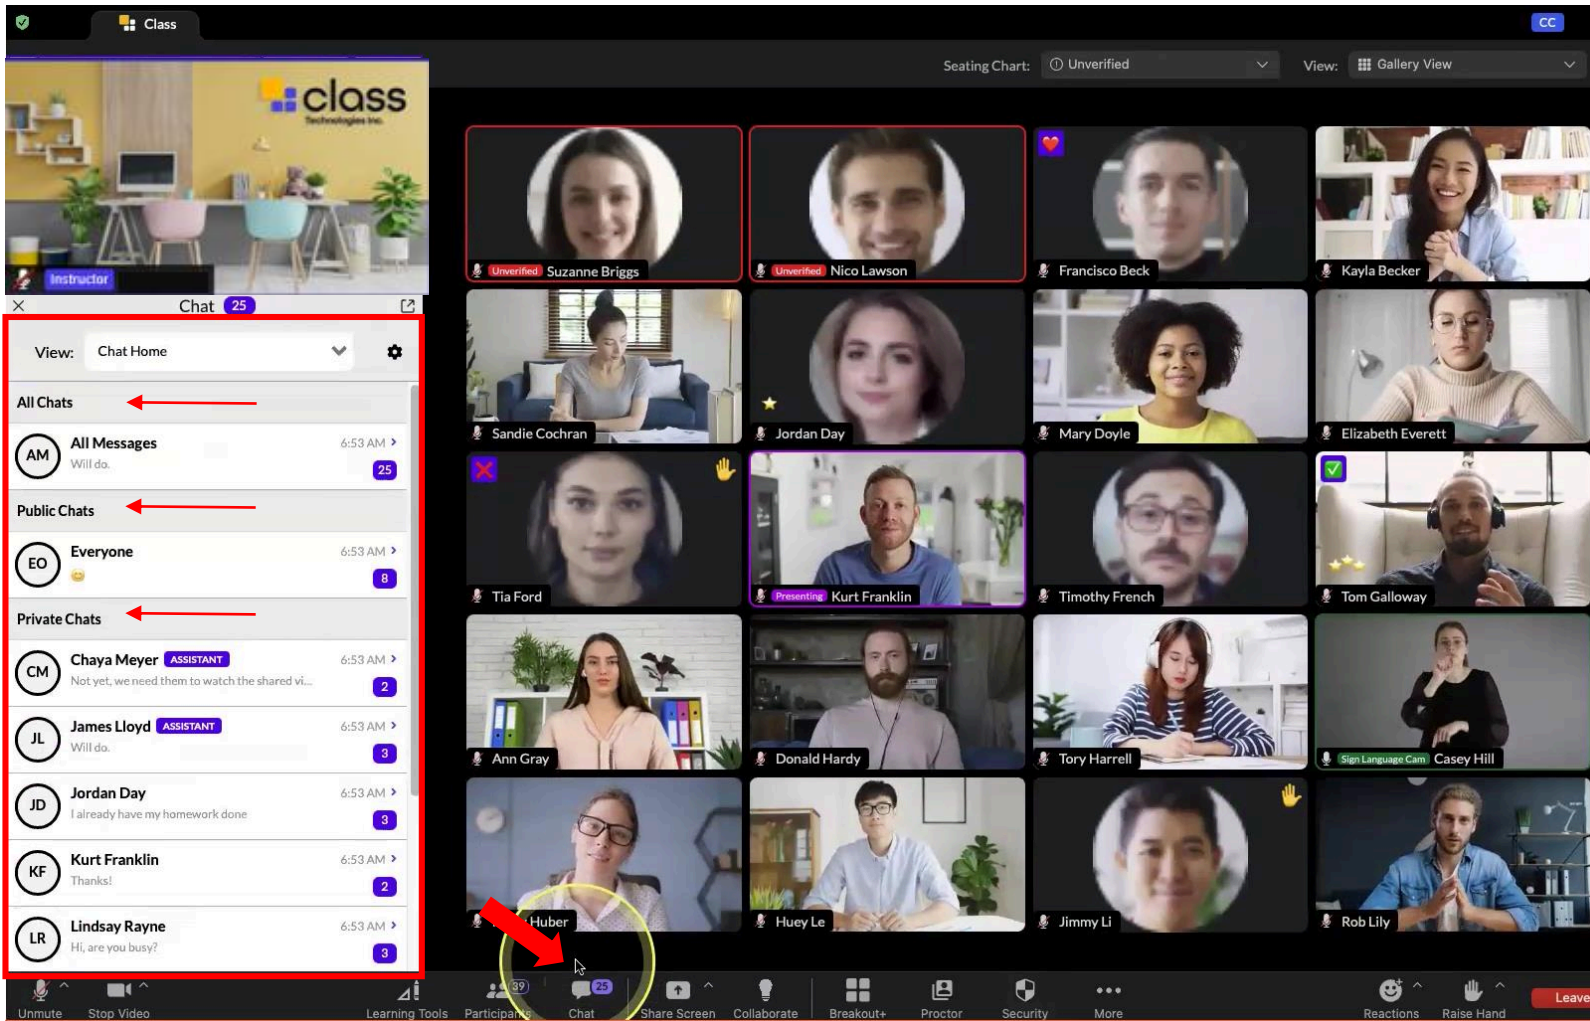 Class
CC
Seating Chart:
Unverified
View:
Gallery View
class
Technologies Inc.
Instructor
Chat 25
View:
Chat Home
All Chats
AM
All Messages
6:53 AM >
Will do.
25
Public Chats
EO
Everyone
6:53 AM >
8
Private Chats
CM
Chaya Meyer ASSISTANT
6:53 AM >
Not yet, we need them to watch the shared vi...
2
JL
James Lloyd ASSISTANT
6:53 AM >
Will do.
3
JD
Jordan Day
6:53 AM >
I already have my homework done
3
KF
Kurt Franklin
6:53 AM >
Thanks!
2
LR
Lindsay Rayne
6:53 AM >
Hi, are you busy?
3
Unverified Suzanne Briggs
Unverified Nico Lawson
Francisco Beck
Kayla Becker
Sandie Cochran
Jordan Day
Mary Doyle
Elizabeth Everett
Tia Ford
Presenting Kurt Franklin
Timothy French
Tom Galloway
Ann Gray
Donald Hardy
Tory Harrell
Sign Language Cam Casey Hill
Huber
Huey Le
Jimmy Li
Rob Lily
Unmute
Stop Video
Learning Tools
39
Participants
25
Chat
Share Screen
Collaborate
Breakout+
Proctor
Security
More
Reactions
Raise Hand
Leave